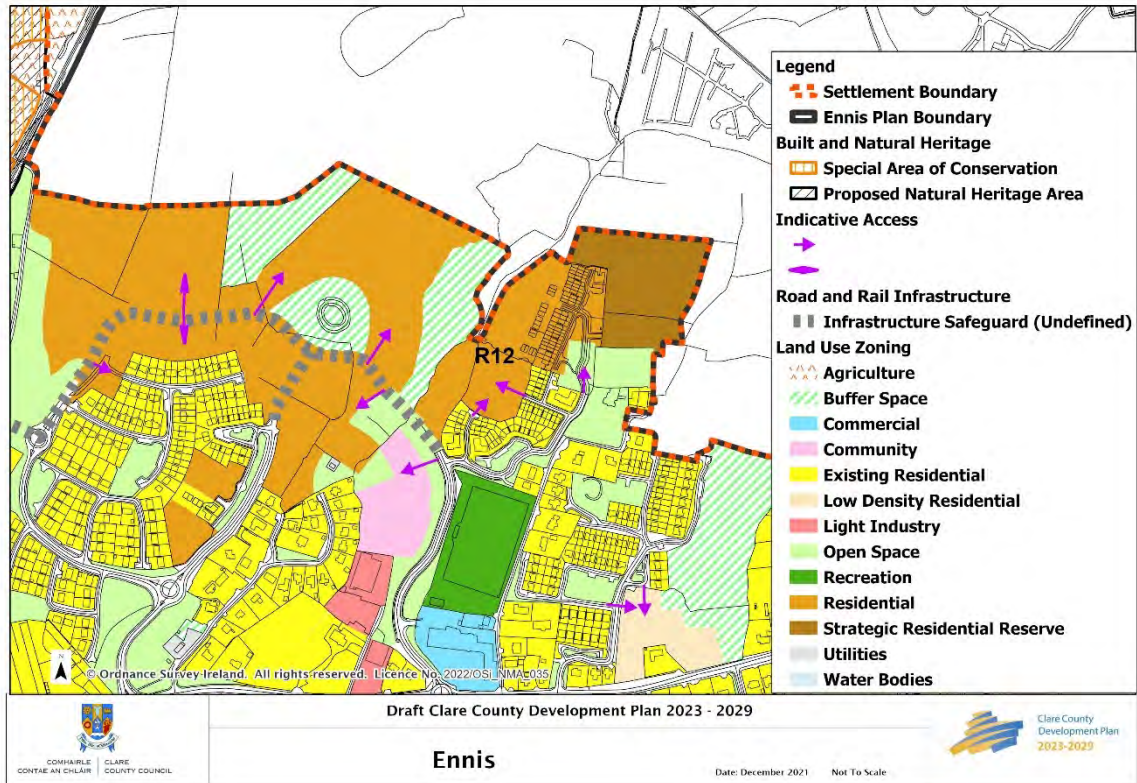 Legend
Settlement Boundary
Ennis Plan Boundary
Built and Natural Heritage
Special Area of Conservation
Proposed Natural Heritage Area
Indicative Access
Road and Rail Infrastructure
Infrastructure Safeguard (Undefined)
Land Use Zoning
Agriculture
Buffer Space
Commercial
Community
Existing Residential
Low Density Residential
Light Industry
Open Space
Recreation
Residential
Strategic Residential Reserve
Utilities
Water Bodies
R12
N
© Ordnance Survey Ireland. All rights reserved. Licence No. 2022/OSi_NMA_035
COMHAIRLE CONTAE AN CHLÁIR
CLARE COUNTY COUNCIL
Draft Clare County Development Plan 2023 - 2029
Ennis
Date: December 2021 Not To Scale
Clare County
Development Plan
2023-2029